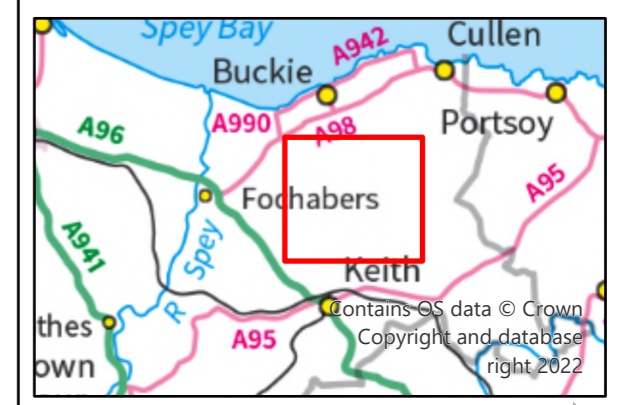 Spey Bay
A942
Cullen
Buckie
A96
A990
A98
Portsoy
Fochabers
A95
A941
R Spey
Keith
thes
own
A95
Contains OS data © Crown
Copyright and database
right 2022